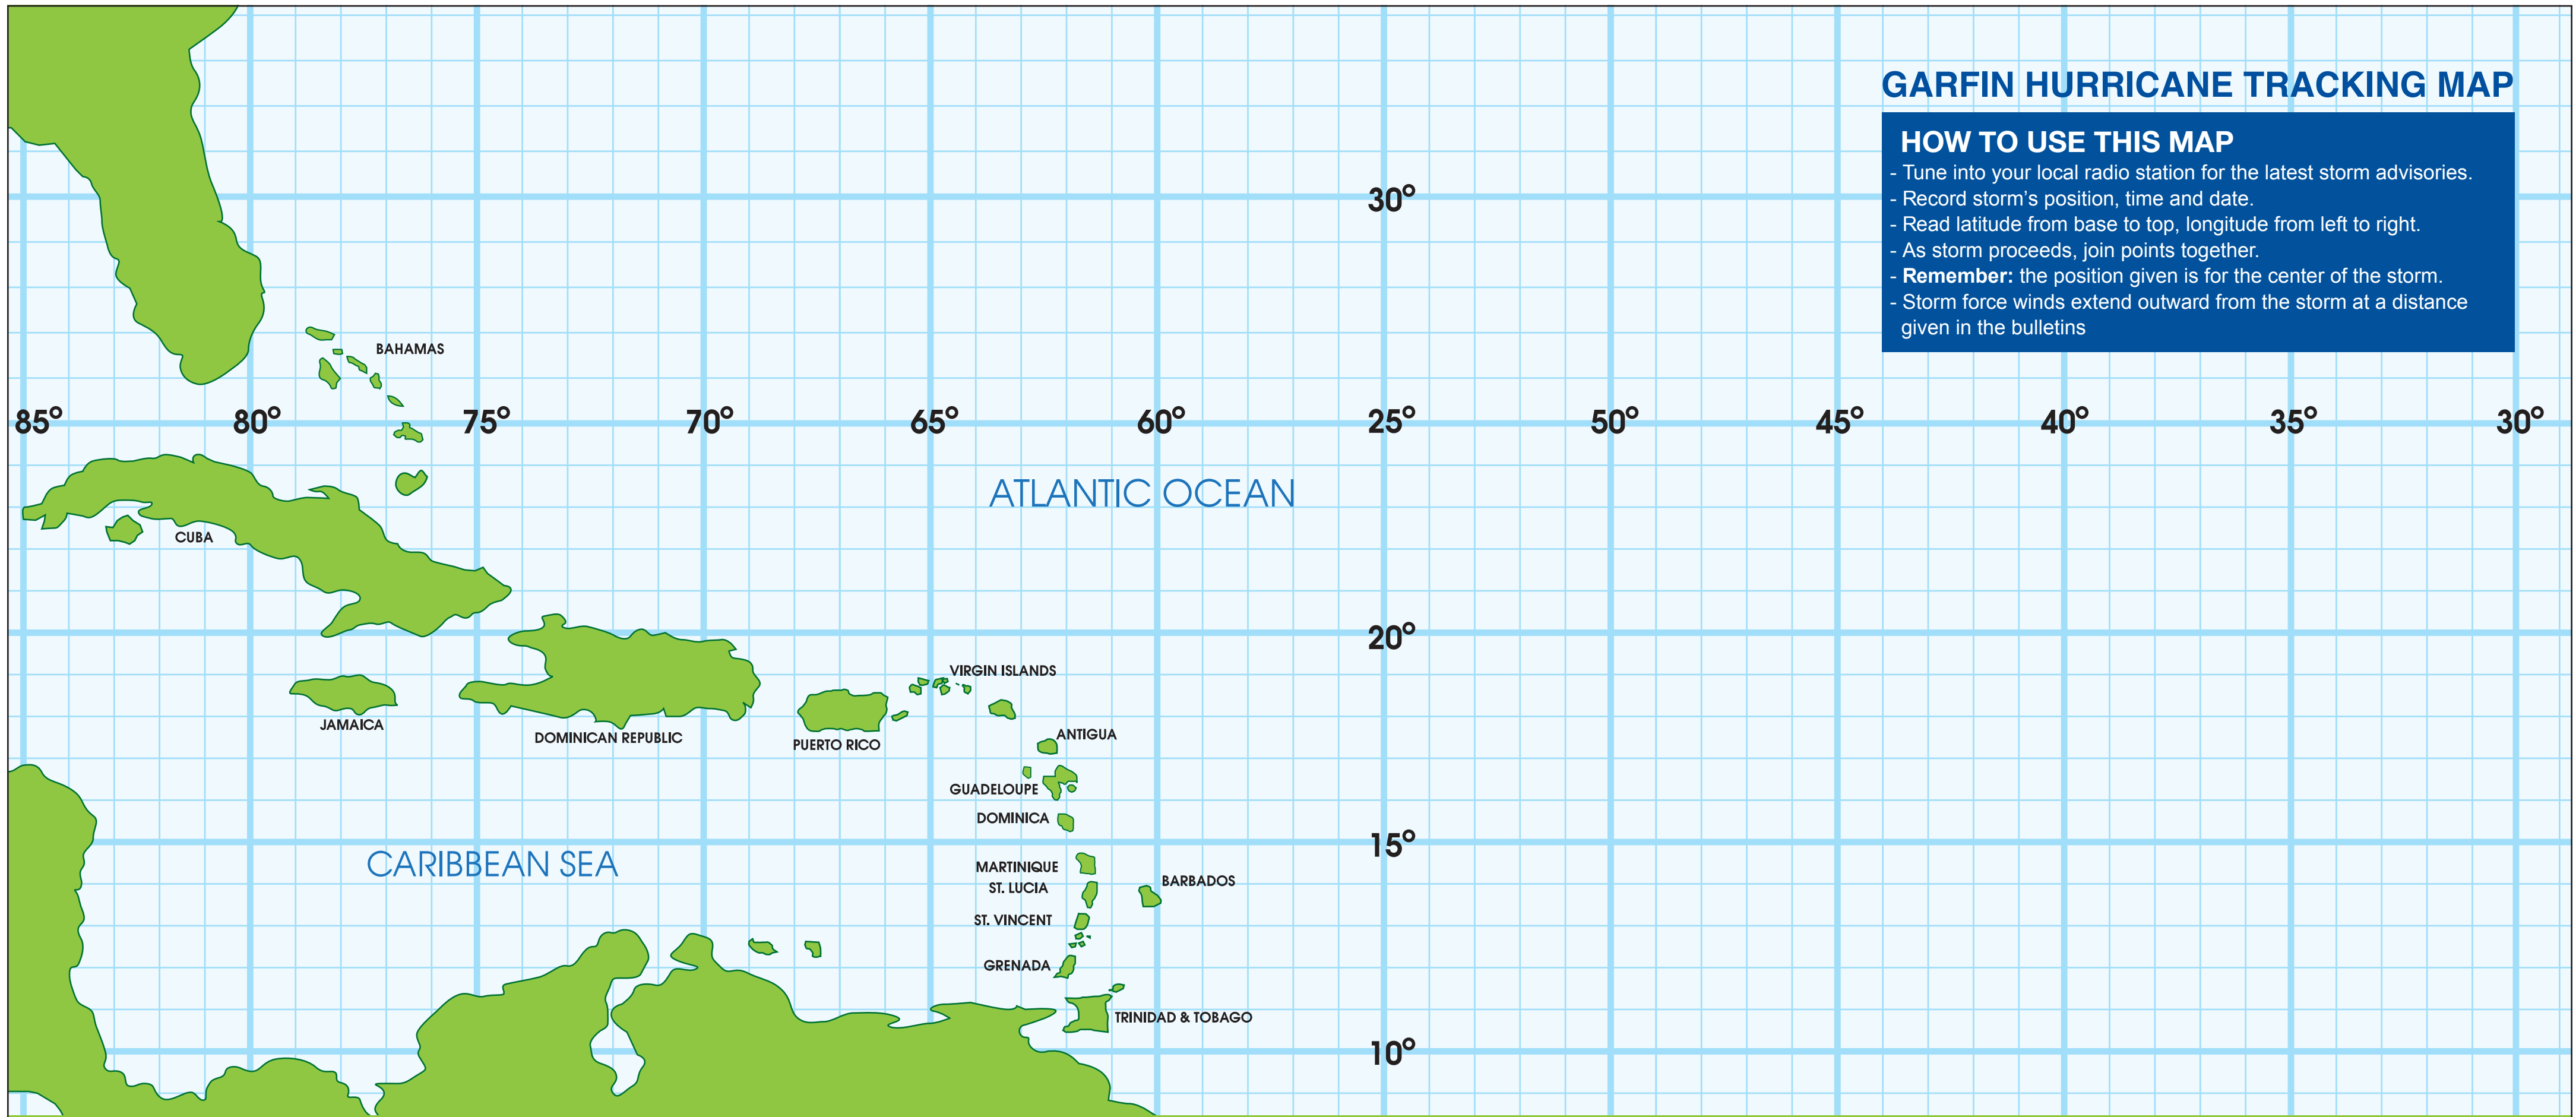 GARFIN HURRICANE TRACKING MAP
HOW TO USE THIS MAP
- Tune into your local radio station for the latest storm advisories.
- Record storm's position, time and date.
- Read latitude from base to top, longitude from left to right.
- As storm proceeds, join points together.
- Remember: the position given is for the center of the storm.
- Storm force winds extend outward from the storm at a distance
given in the bulletins
30°
BAHAMAS
85° 80° 75° 70° 65° 60° 25° 50° 45° 40° 35° 30°
ATLANTIC OCEAN
CUBA
20°
VIRGIN ISLANDS
JAMAICA
DOMINICAN REPUBLIC
PUERTO RICO
ANTIGUA
GUADELOUPE
DOMINICA
15°
CARIBBEAN SEA
MARTINIQUE
ST. LUCIA
BARBADOS
ST. VINCENT
GRENADA
TRINIDAD & TOBAGO
10°